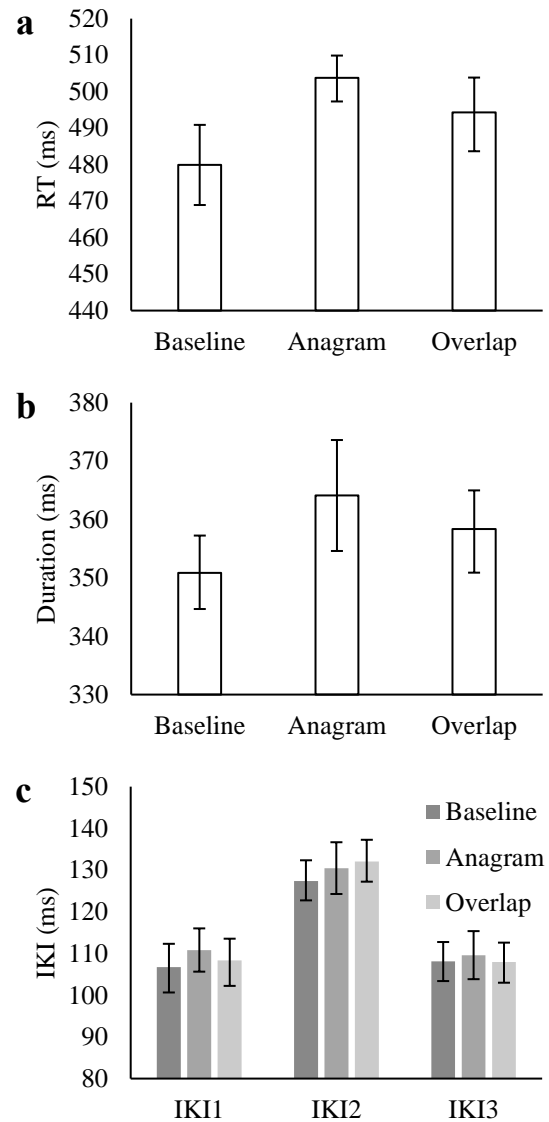 a
RT (ms)
520
510
500
490
480
470
460
450
440
Baseline Anagram Overlap
b
Duration (ms)
380
370
360
350
340
330
Baseline Anagram Overlap
c
IKI (ms)
150
140
130
120
110
100
90
80
Baseline
Anagram
Overlap
IKI1 IKI2 IKI3